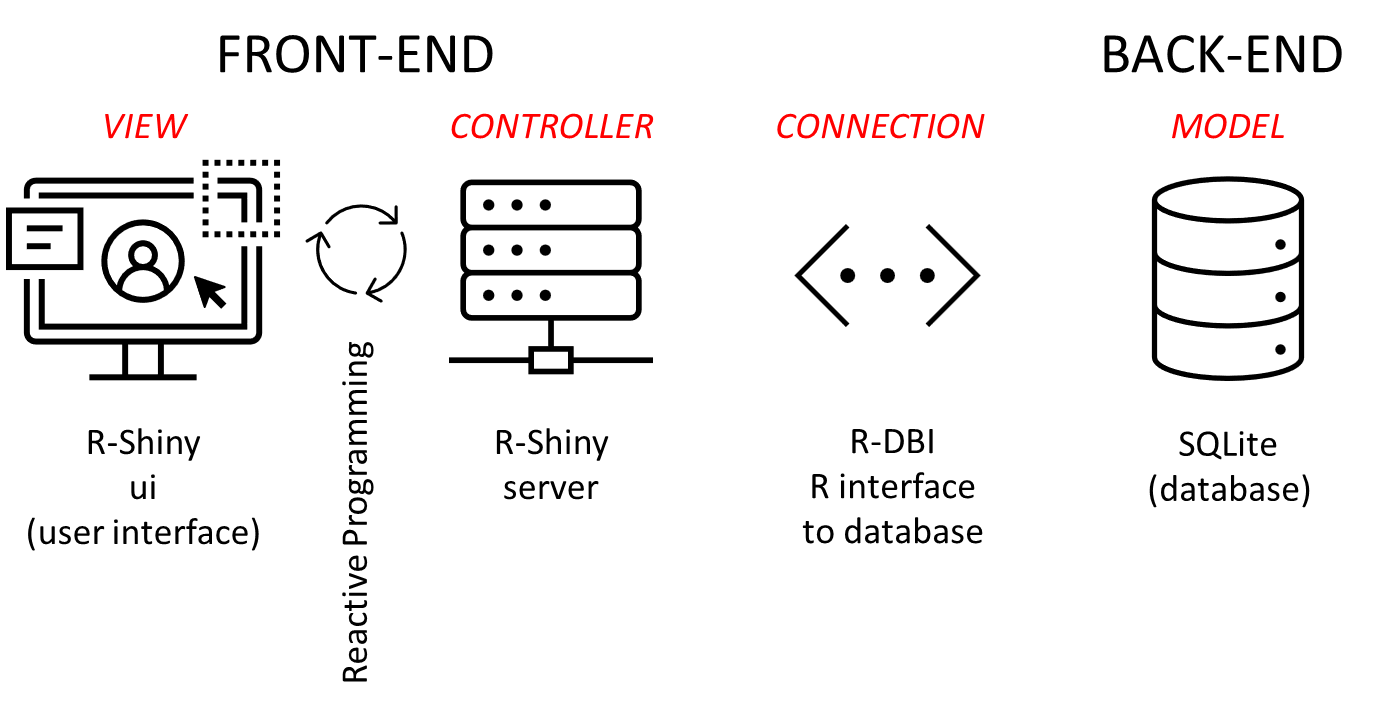 FRONT-END
BACK-END
VIEW
CONTROLLER
CONNECTION
MODEL
Reactive Programming
R-Shiny
ui
(user interface)
R-Shiny
server
R-DBI
R interface
to database
SQLite
(database)